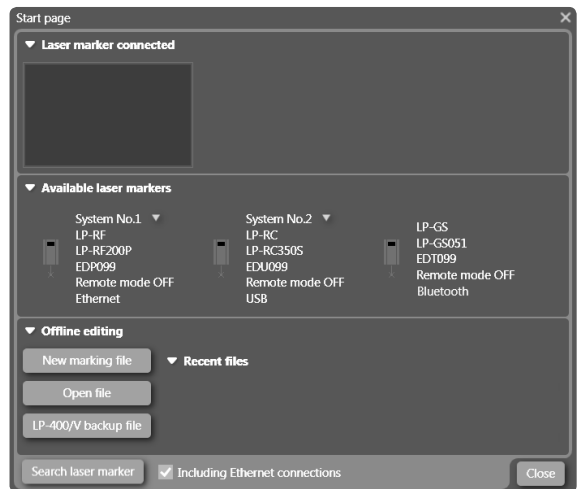 Start page
Laser marker connected
Available laser markers
System No.1
LP-RF
LP-RF200P
EDP099
Remote mode OFF
Ethernet
System No.2
LP-RC
LP-RC350S
EDU099
Remote mode OFF
USB
LP-GS
LP-GS051
EDT099
Remote mode OFF
Bluetooth
Offline editing
New marking file
Recent files
Open file
LP-400/V backup file
Search laser marker
Including Ethernet connections
Close